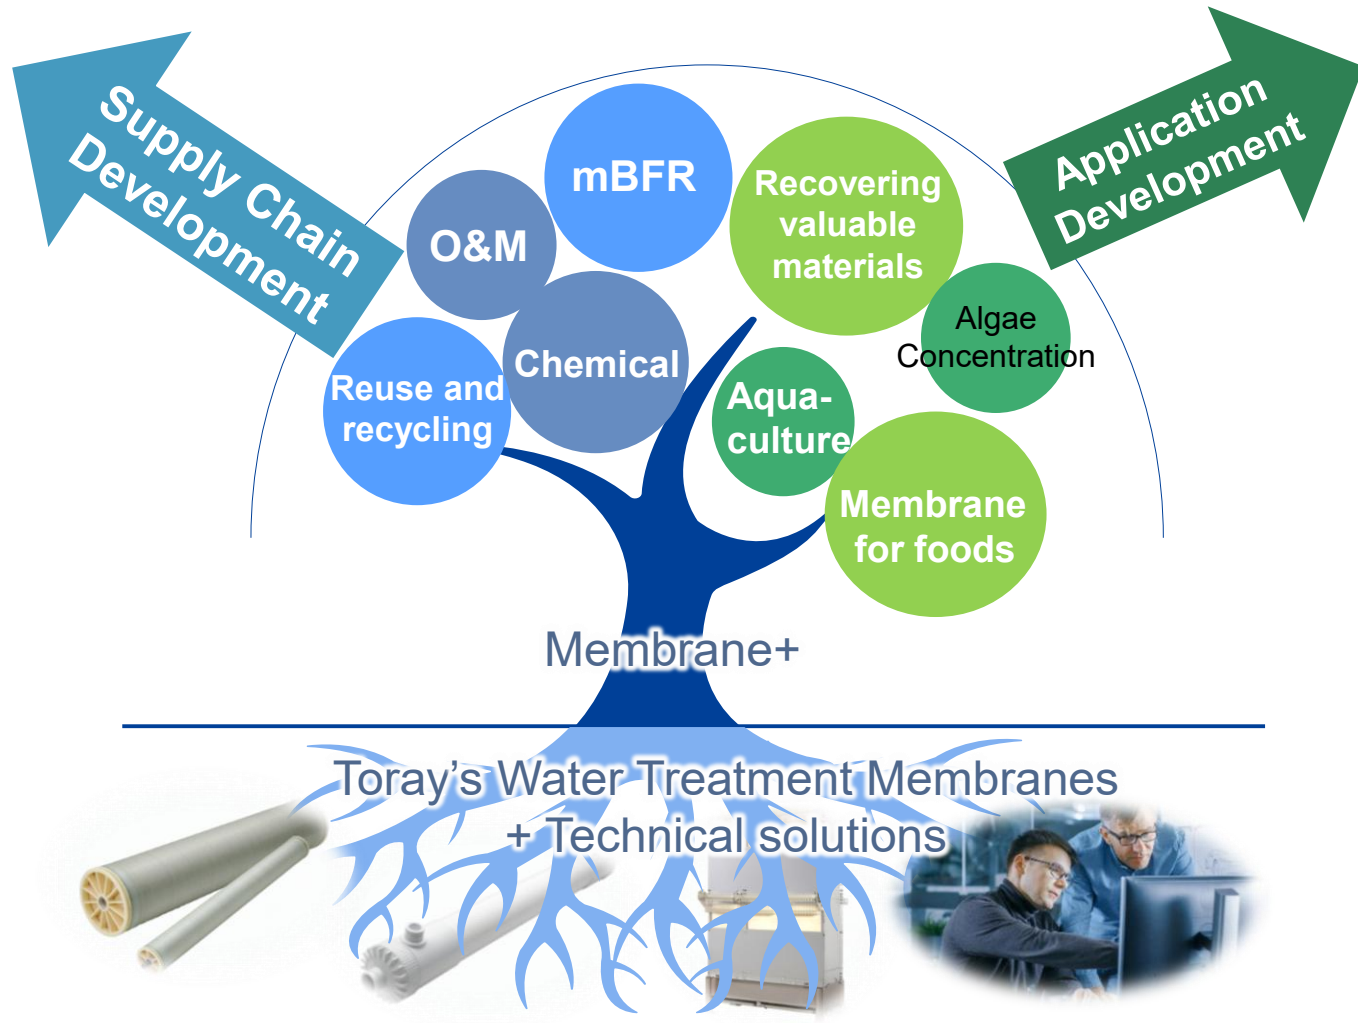 Supply Chain
Development
Application
Development
mBFR
O&M
Recovering
valuable
materials
Chemical
Algae
Concentration
Reuse and
recycling
Aqua-
culture
Membrane
for foods
Membrane+
Toray’s Water Treatment Membranes
+ Technical solutions